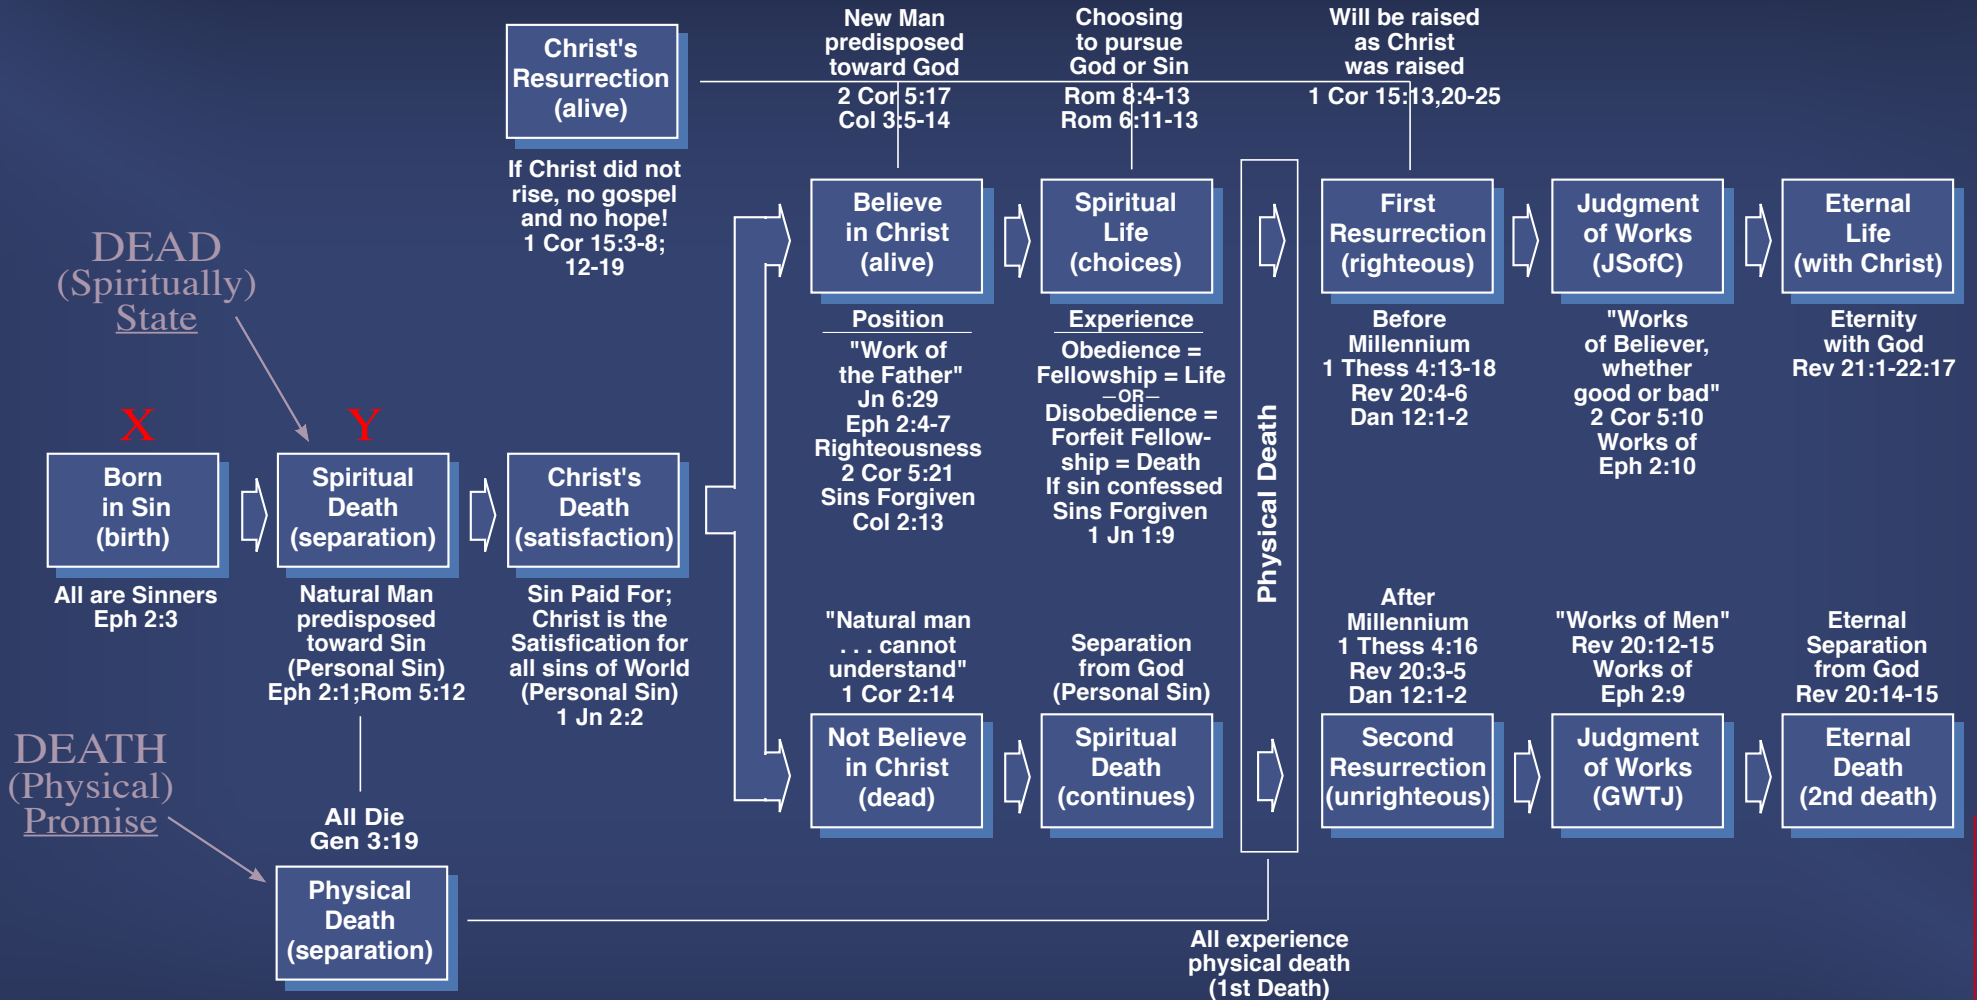 Christ's
Resurrection
(alive)
If Christ did not
rise, no gospel
and no hope!
1 Cor 15:3-8;
12-19
New Man
predisposed
toward God
2 Cor 5:17
Col 3:5-14
Choosing
to pursue
God or Sin
Rom 8:4-13
Rom 6:11-13
Will be raised
as Christ
was raised
1 Cor 15:13,20-25
DEAD
(Spiritually)
State
X
Born
in Sin
(birth)
All are Sinners
Eph 2:3
Y
Spiritual
Death
(separation)
Natural Man
predisposed
toward Sin
(Personal Sin)
Eph 2:1;Rom 5:12
Christ's
Death
(satisfaction)
Sin Paid For;
Christ is the
Satisfication for
all sins of World
(Personal Sin)
1 Jn 2:2
Believe
in Christ
(alive)
Position
"Work of
the Father"
Jn 6:29
Eph 2:4-7
Righteousness
2 Cor 5:21
Sins Forgiven
Col 2:13
Spiritual
Life
(choices)
Experience
Obedience =
Fellowship = Life
—OR—
Disobedience =
Forfeit Fellow-
ship = Death
If sin confessed
Sins Forgiven
1 Jn 1:9
Physical Death
First
Resurrection
(righteous)
Before
Millennium
1 Thess 4:13-18
Rev 20:4-6
Dan 12:1-2
Judgment
of Works
(JSofC)
"Works
of Believer,
whether
good or bad"
2 Cor 5:10
Works of
Eph 2:10
Eternal
Life
(with Christ)
Eternity
with God
Rev 21:1-22:17
"Natural man
. . . cannot
understand"
1 Cor 2:14
Not Believe
in Christ
(dead)
Separation
from God
(Personal Sin)
Spiritual
Death
(continues)
After
Millennium
1 Thess 4:16
Rev 20:3-5
Dan 12:1-2
Second
Resurrection
(unrighteous)
"Works of Men"
Rev 20:12-15
Works of
Eph 2:9
Judgment
of Works
(GWTJ)
Eternal
Separation
from God
Rev 20:14-15
Eternal
Death
(2nd death)
DEATH
(Physical)
Promise
All Die
Gen 3:19
Physical
Death
(separation)
All experience
physical death
(1st Death)